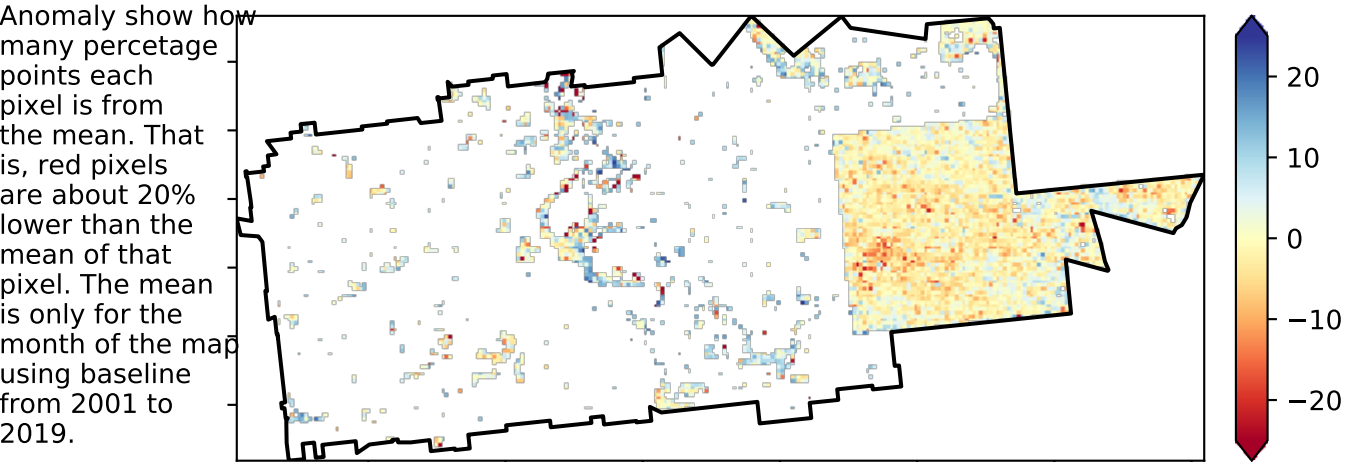 Anomaly show how
many percetage
points each
pixel is from
the mean. That
is, red pixels
are about 20%
lower than the
mean of that
pixel. The mean
is only for the
month of the map
using baseline
from 2001 to
2019.
20
10
0
−10
−20